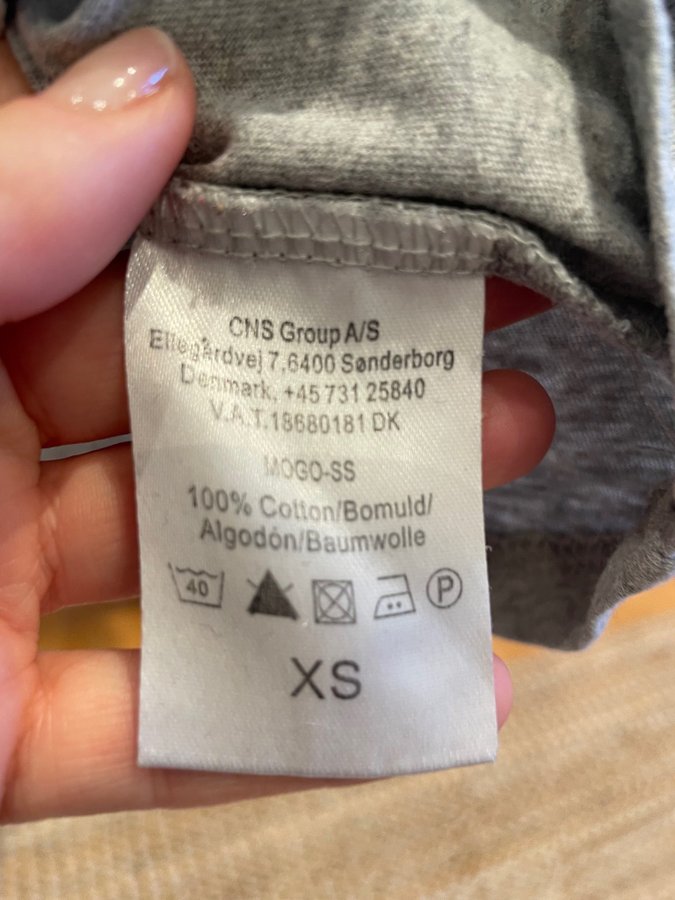 CNS Group A/S
Ellegårdvej 7,6400 Sønderborg
Denmark, +45 731 25840
V.A.T.18680181 DK
MOGO-SS
100% Cotton/Bomuld/
Algodón/Baumwolle
40 P
XS